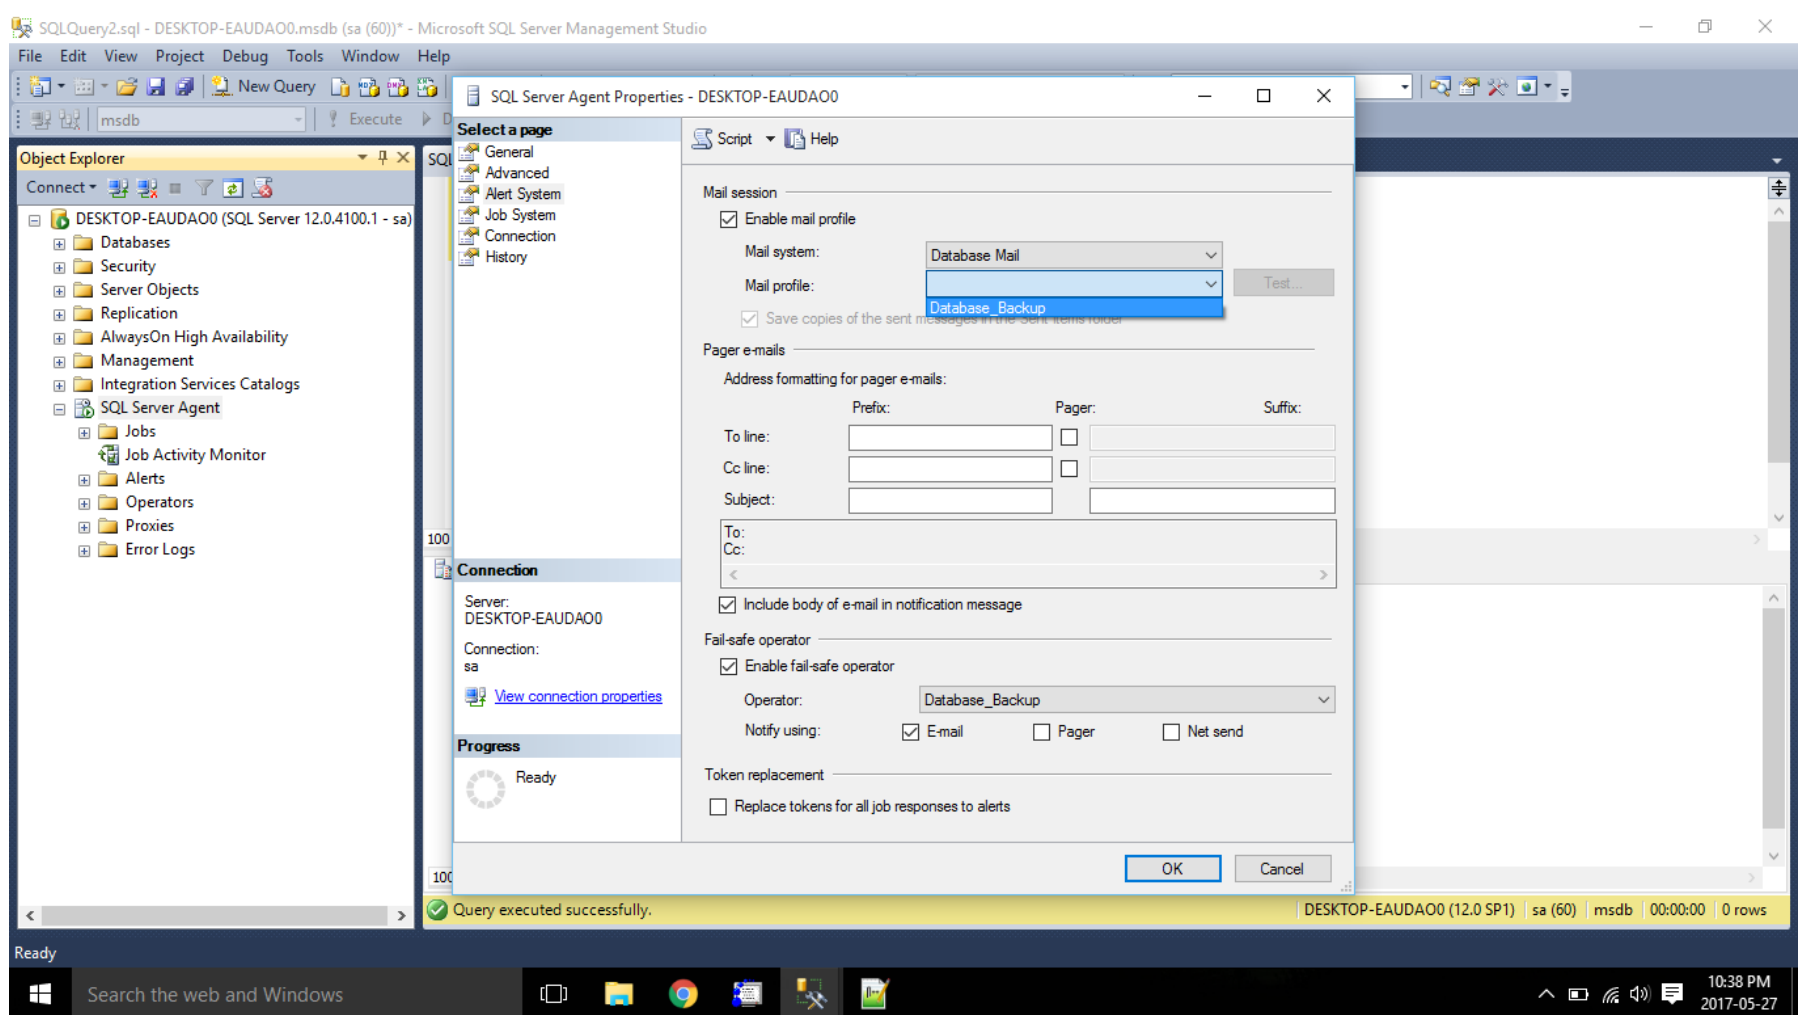 SQLQuery2.sql - DESKTOP-EAUDAO0.msdb (sa (60))* - Microsoft SQL Server Management Studio
File Edit View Project Debug Tools Window Help
New Query
msdb
Execute
SQL Server Agent Properties - DESKTOP-EAUDAO0
Select a page
General
Advanced
Alert System
Job System
Connection
History
Script
Help
Object Explorer
Connect
DESKTOP-EAUDAO0 (SQL Server 12.0.4100.1 - sa)
Databases
Security
Server Objects
Replication
AlwaysOn High Availability
Management
Integration Services Catalogs
SQL Server Agent
Jobs
Job Activity Monitor
Alerts
Operators
Proxies
Error Logs
Mail session
Enable mail profile
Mail system:
Database Mail
Mail profile:
Test...
Database_Backup
Save copies of the sent messages in the Sent Items folder
Pager e-mails
Address formatting for pager e-mails:
Prefix: Pager: Suffix:
To line:
Cc line:
Subject:
To:
Cc:
Include body of e-mail in notification message
Fail-safe operator
Enable fail-safe operator
Operator:
Database_Backup
Notify using:
E-mail
Pager
Net send
Token replacement
Replace tokens for all job responses to alerts
OK
Cancel
100
Connection
Server:
DESKTOP-EAUDAO0
Connection:
sa
View connection properties
Progress
Ready
100
Query executed successfully.
DESKTOP-EAUDAO0 (12.0 SP1) sa (60) msdb 00:00:00 0 rows
Ready
Search the web and Windows
10:38 PM
2017-05-27